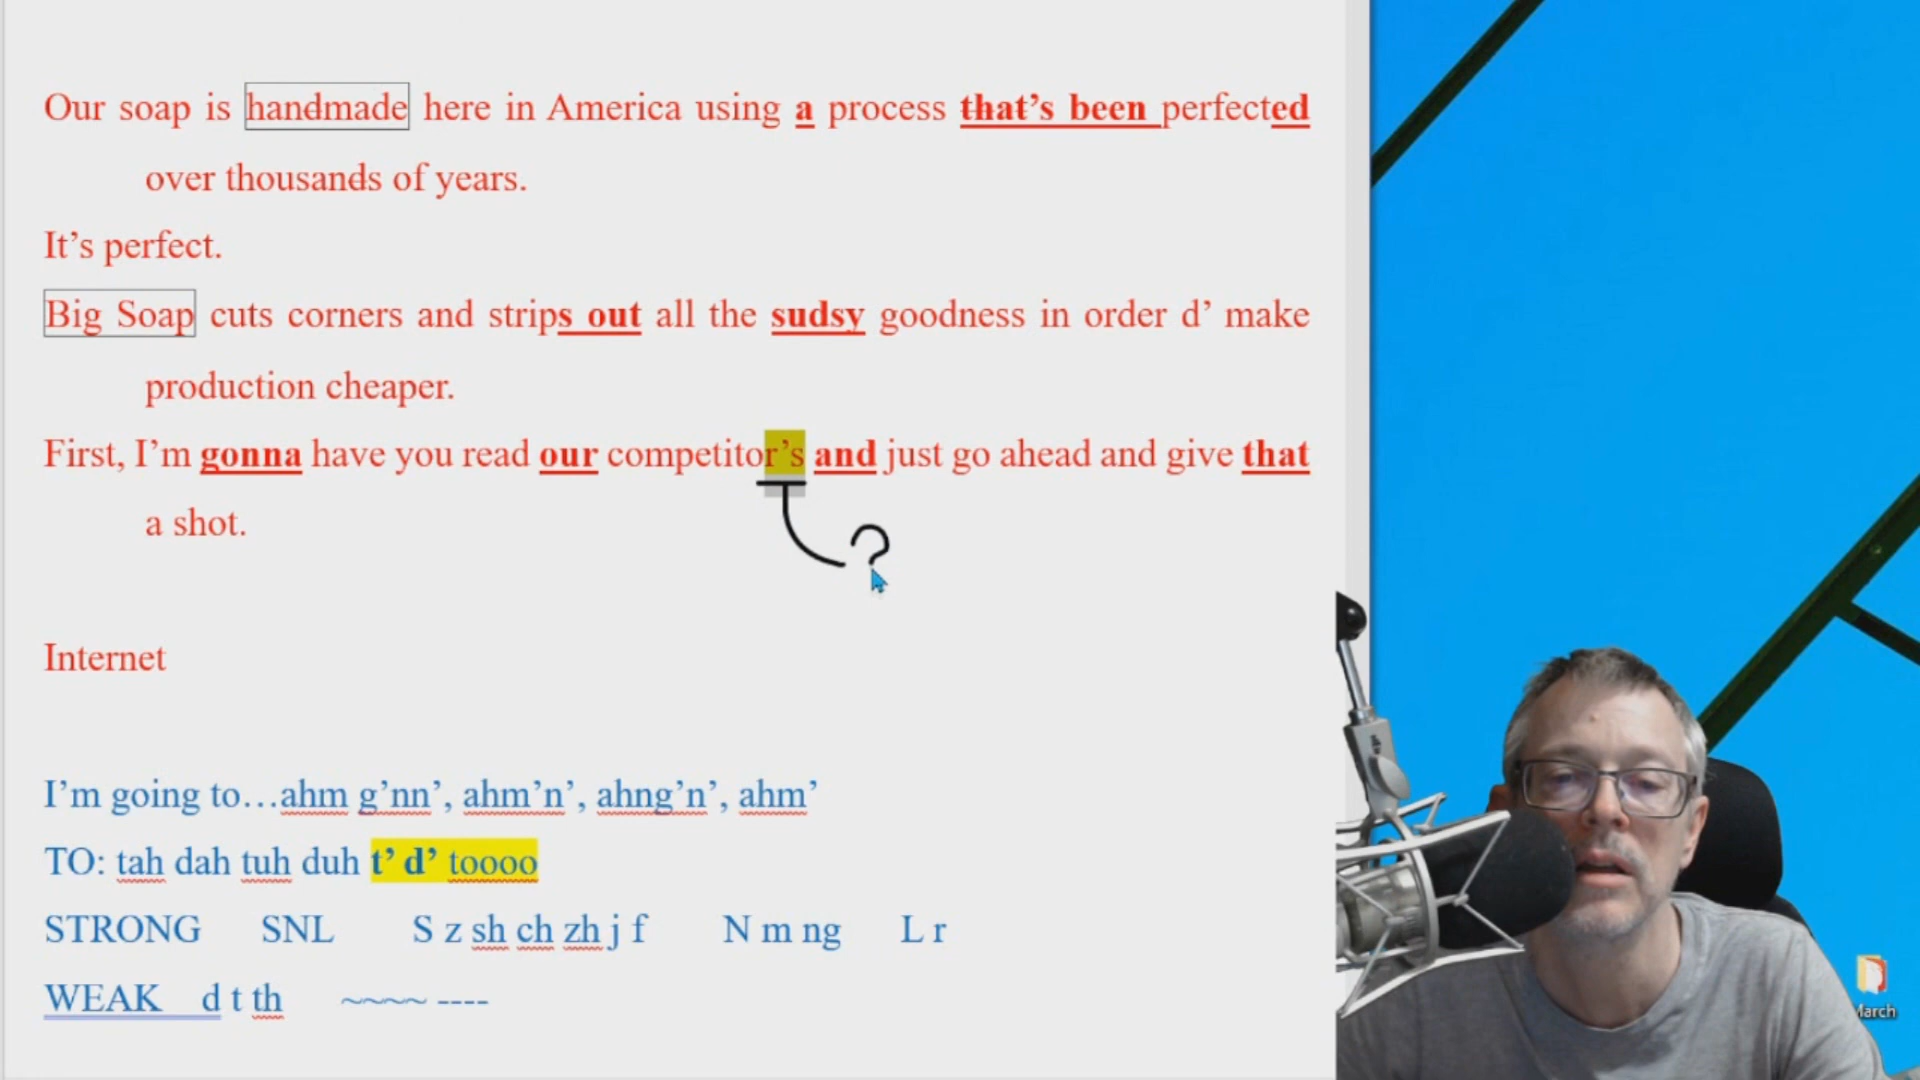 Our soap is handmade here in America using a process that’s been perfected
over thousands of years.
It’s perfect.
Big Soap cuts corners and strips out all the sudsy goodness in order d’ make
production cheaper.
First, I’m gonna have you read our competitor’s and just go ahead and give that
a shot.
?
Internet
I’m going to…ahm g’nn’, ahm’n’, ahng’n’, ahm’
TO: tah dah tuh duh t’ d’ toooo
STRONG SNL S z sh ch zh j f N m ng L r
WEAK d t th ~~~~ ----